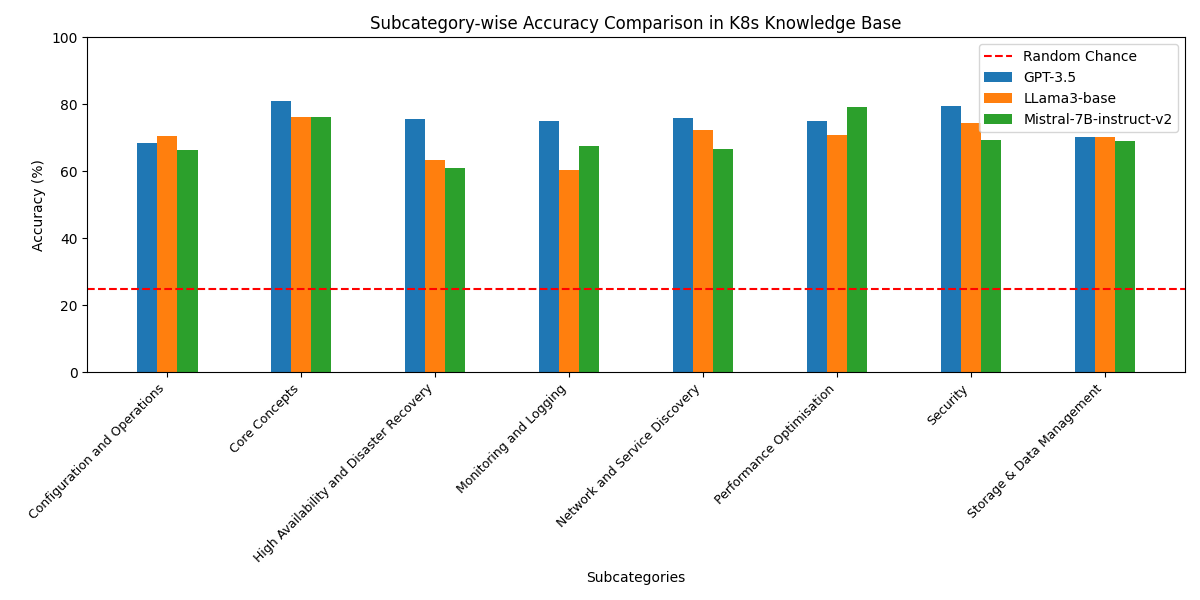 Subcategory-wise Accuracy Comparison in K8s Knowledge Base
100
80
60
40
20
0
Accuracy (%)
Random Chance
GPT-3.5
LLama3-base
Mistral-7B-instruct-v2
Configuration and Operations
Core Concepts
High Availability and Disaster Recovery
Monitoring and Logging
Network and Service Discovery
Performance Optimisation
Security
Storage & Data Management
Subcategories